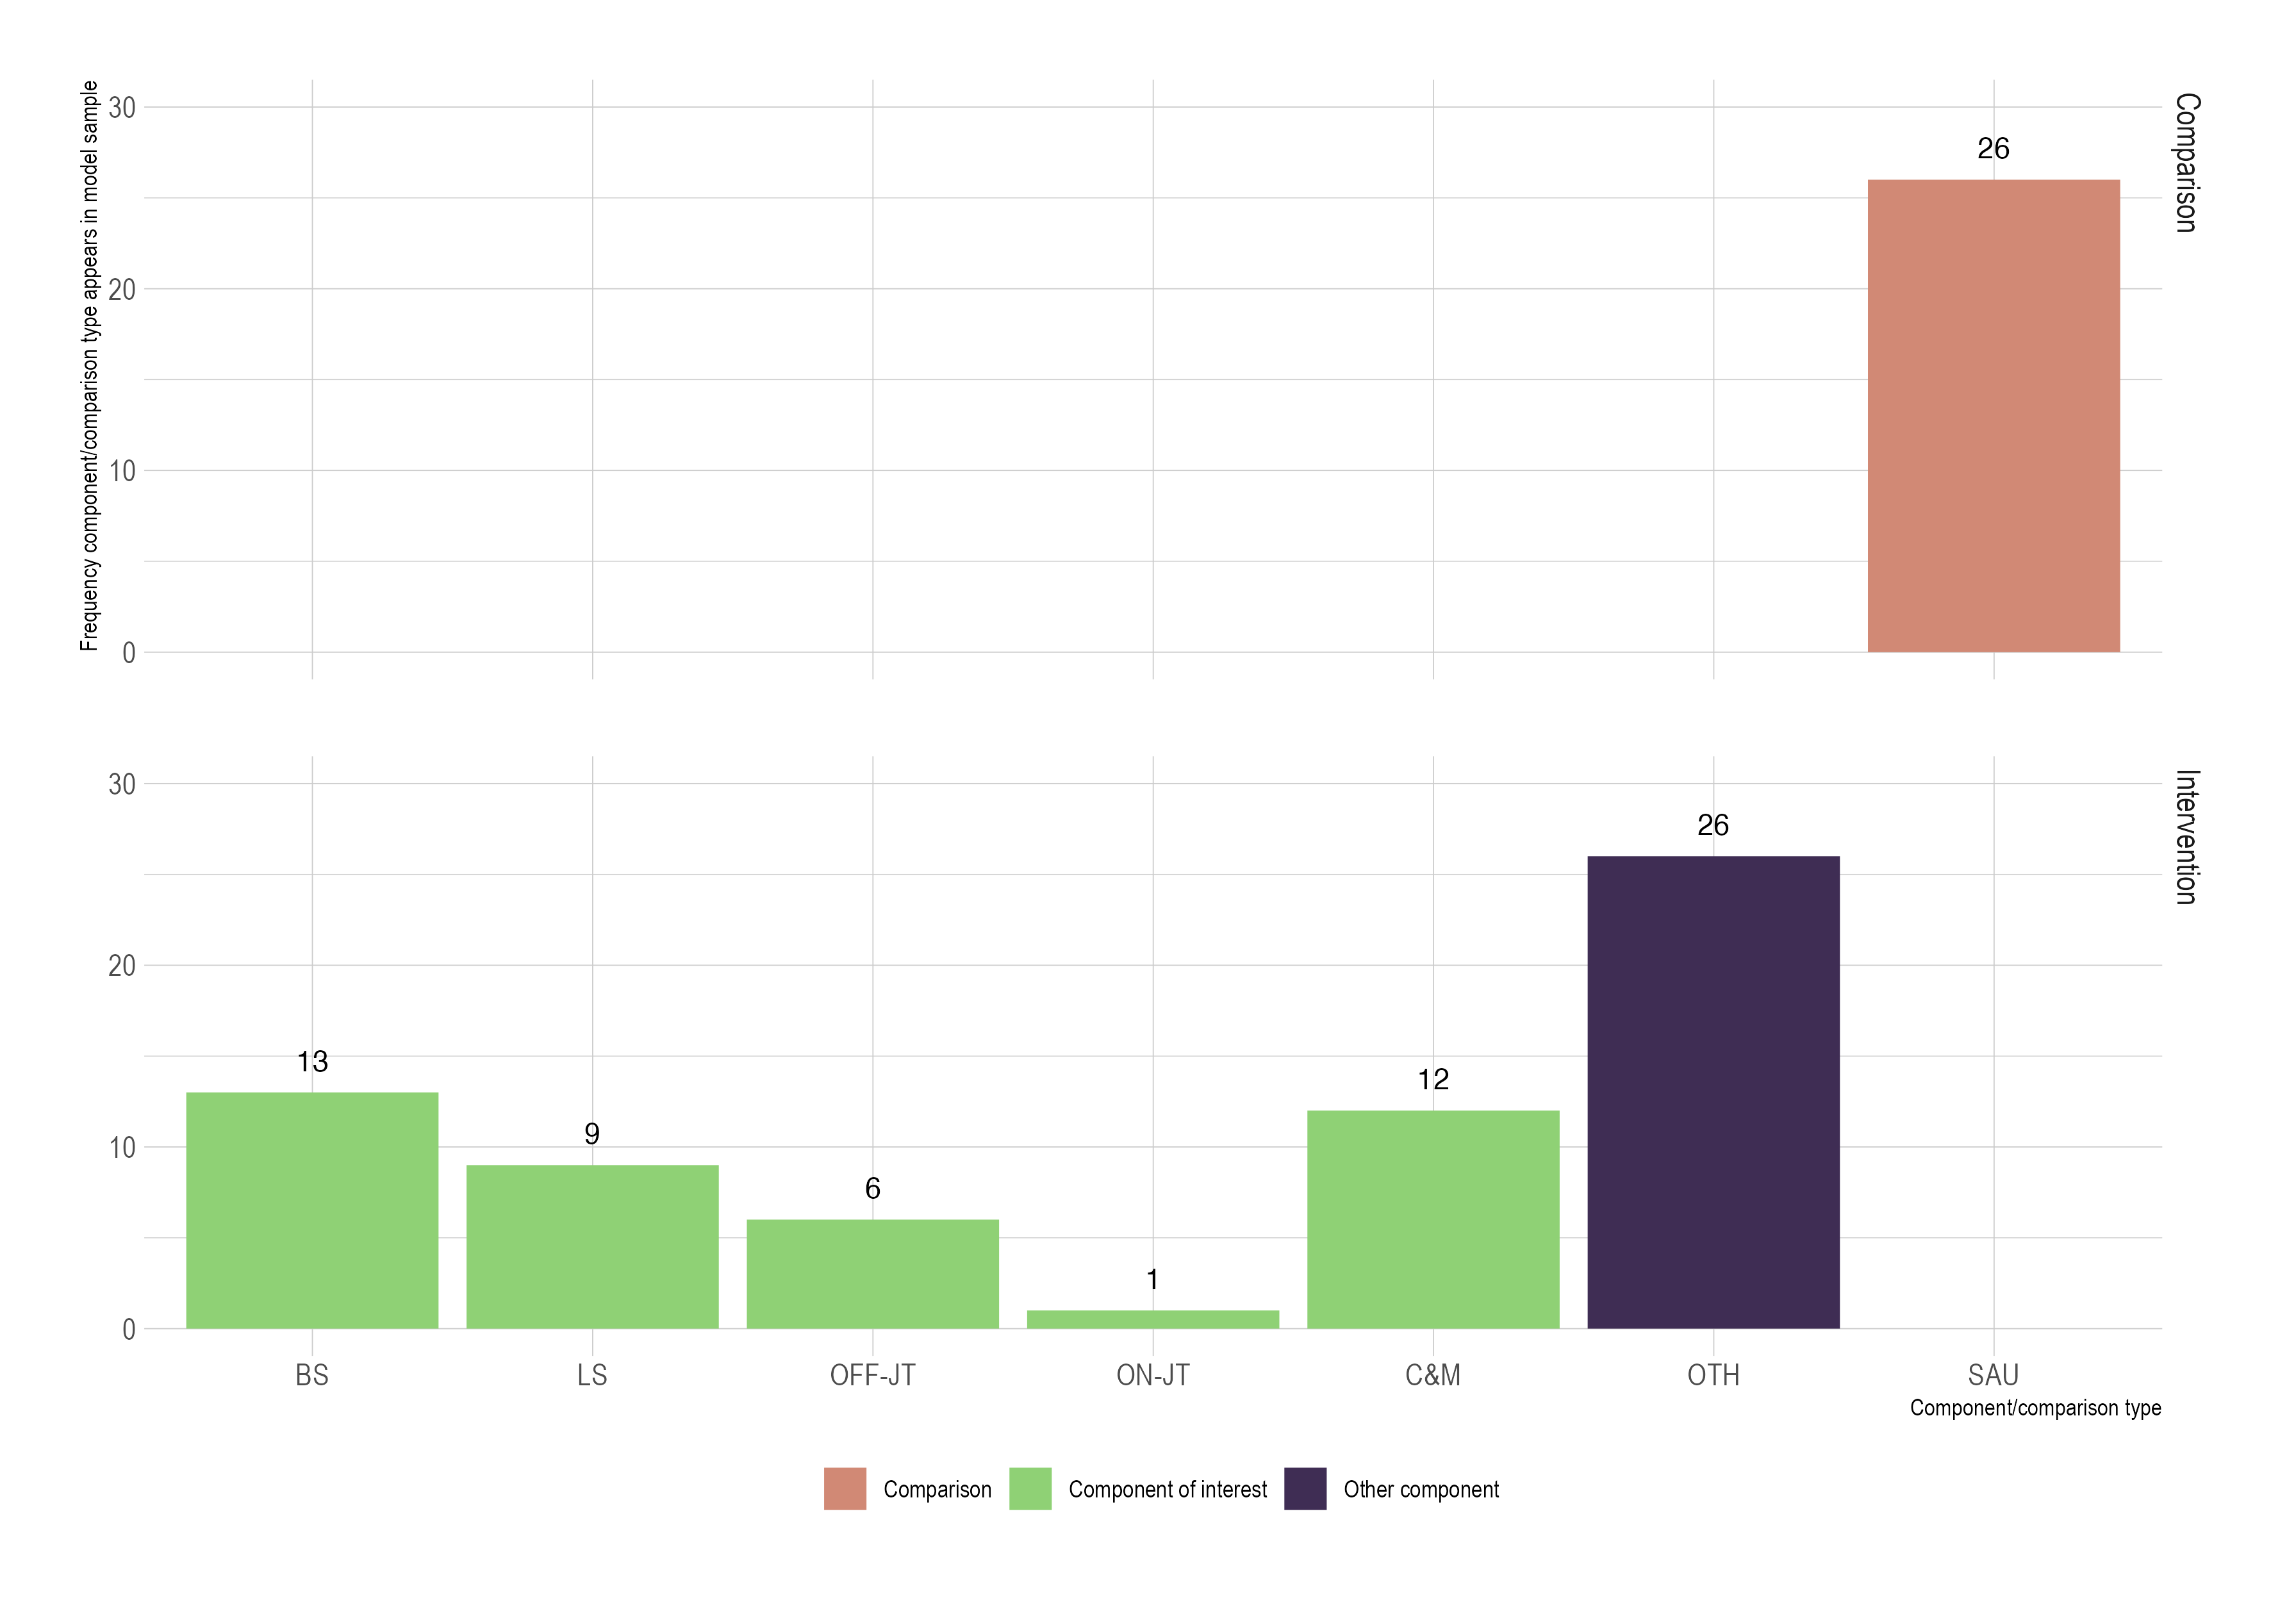 Frequency component/comparison type appears in model sample
30
20
10
0
26
Comparison
30
20
10
0
13
9
6
1
12
26
Intervention
BS LS OFF-JT ON-JT C&M OTH SAU
Component/comparison type
Comparison Component of interest Other component